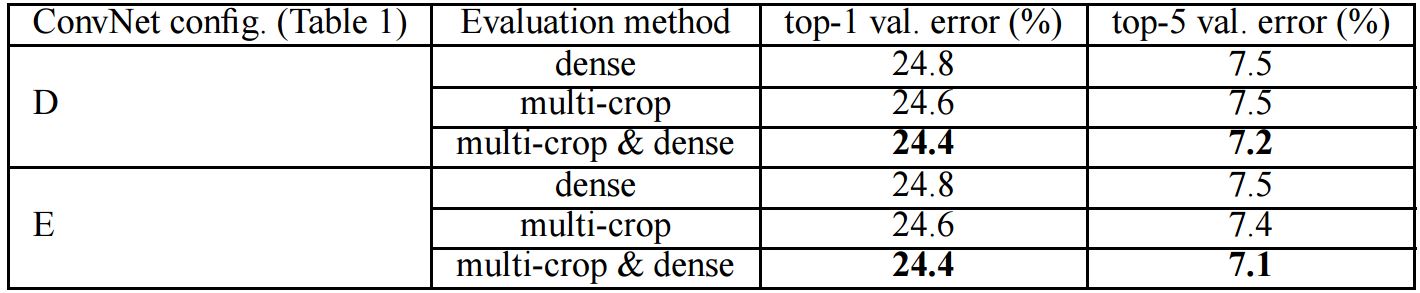 ConvNet config. (Table 1) Evaluation method top-1 val. error (%) top-5 val. error (%)
D
dense 24.8 7.5
multi-crop 24.6 7.5
multi-crop & dense 24.4 7.2
E
dense 24.8 7.5
multi-crop 24.6 7.4
multi-crop & dense 24.4 7.1